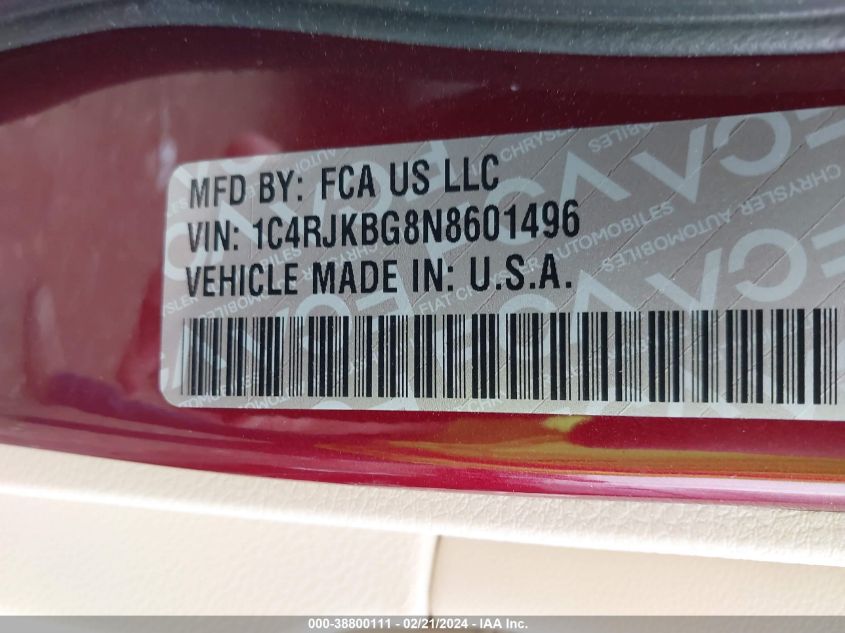 MFD BY: FCA US LLC
VIN: 1C4RJKBG8N8601496
VEHICLE MADE IN: U.S.A.
000-38800111 - 02/21/2024 - IAA Inc.